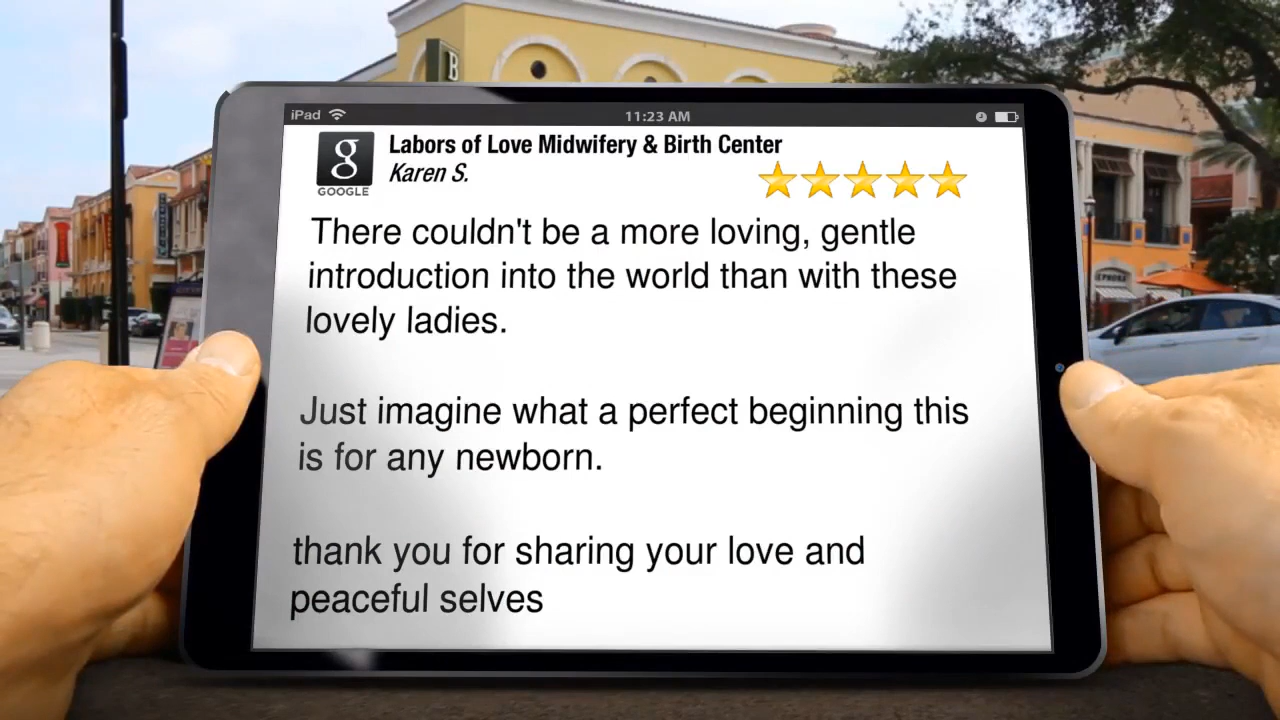 B
iPad
11:23 AM
g
GOOGLE
Labors of Love Midwifery & Birth Center
Karen S.
There couldn't be a more loving, gentle
introduction into the world than with these
lovely ladies.
Just imagine what a perfect beginning this
is for any newborn.
thank you for sharing your love and
peaceful selves
SEPHORA